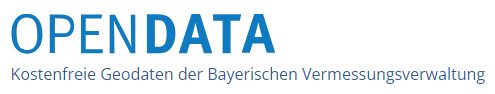 OPENDATA
Kostenfreie Geodaten der Bayerischen Vermessungsverwaltung